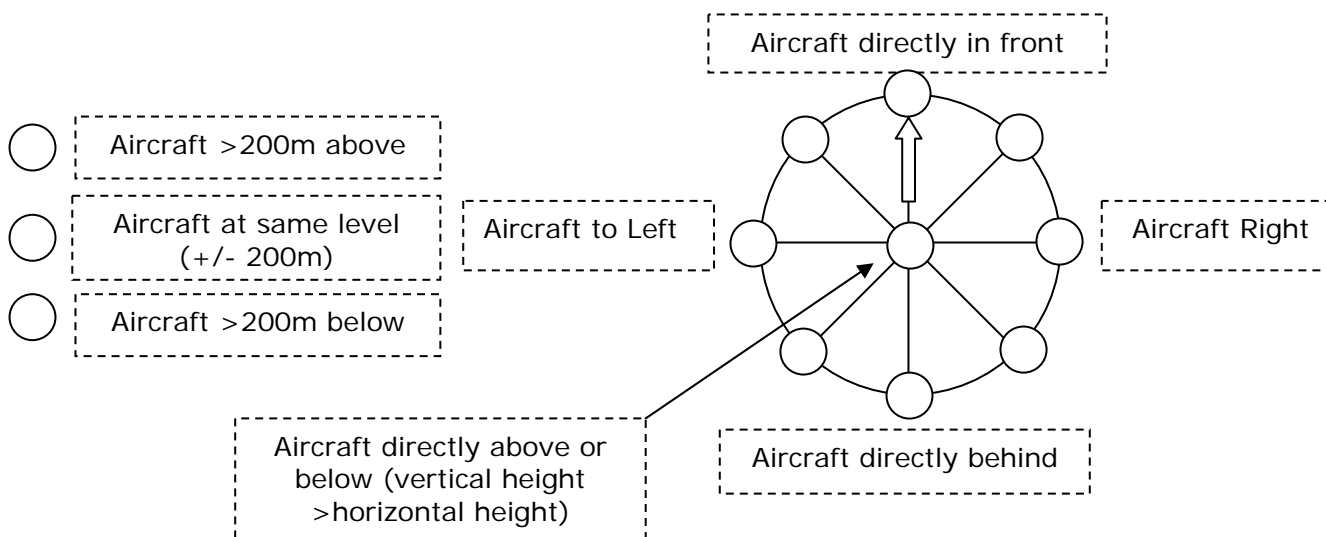 Aircraft directly in front
Aircraft >200m above
Aircraft at same level
(+/- 200m)
Aircraft to Left
Aircraft Right
Aircraft >200m below
Aircraft directly above or
below (vertical height
>horizontal height)
Aircraft directly behind